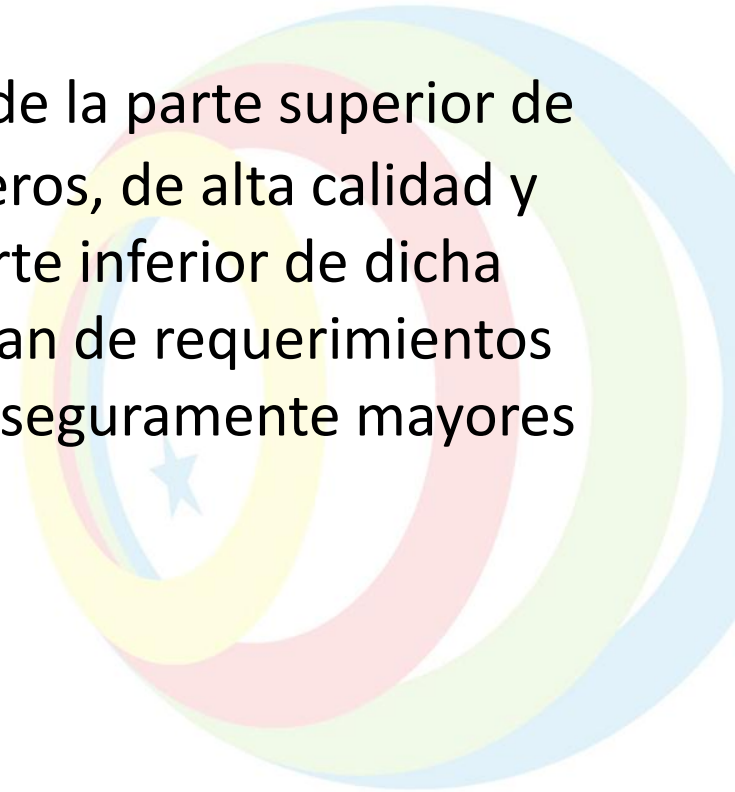 de la parte superior de
eros, de alta calidad y
rte inferior de dicha
an de requerimientos
seguramente mayores